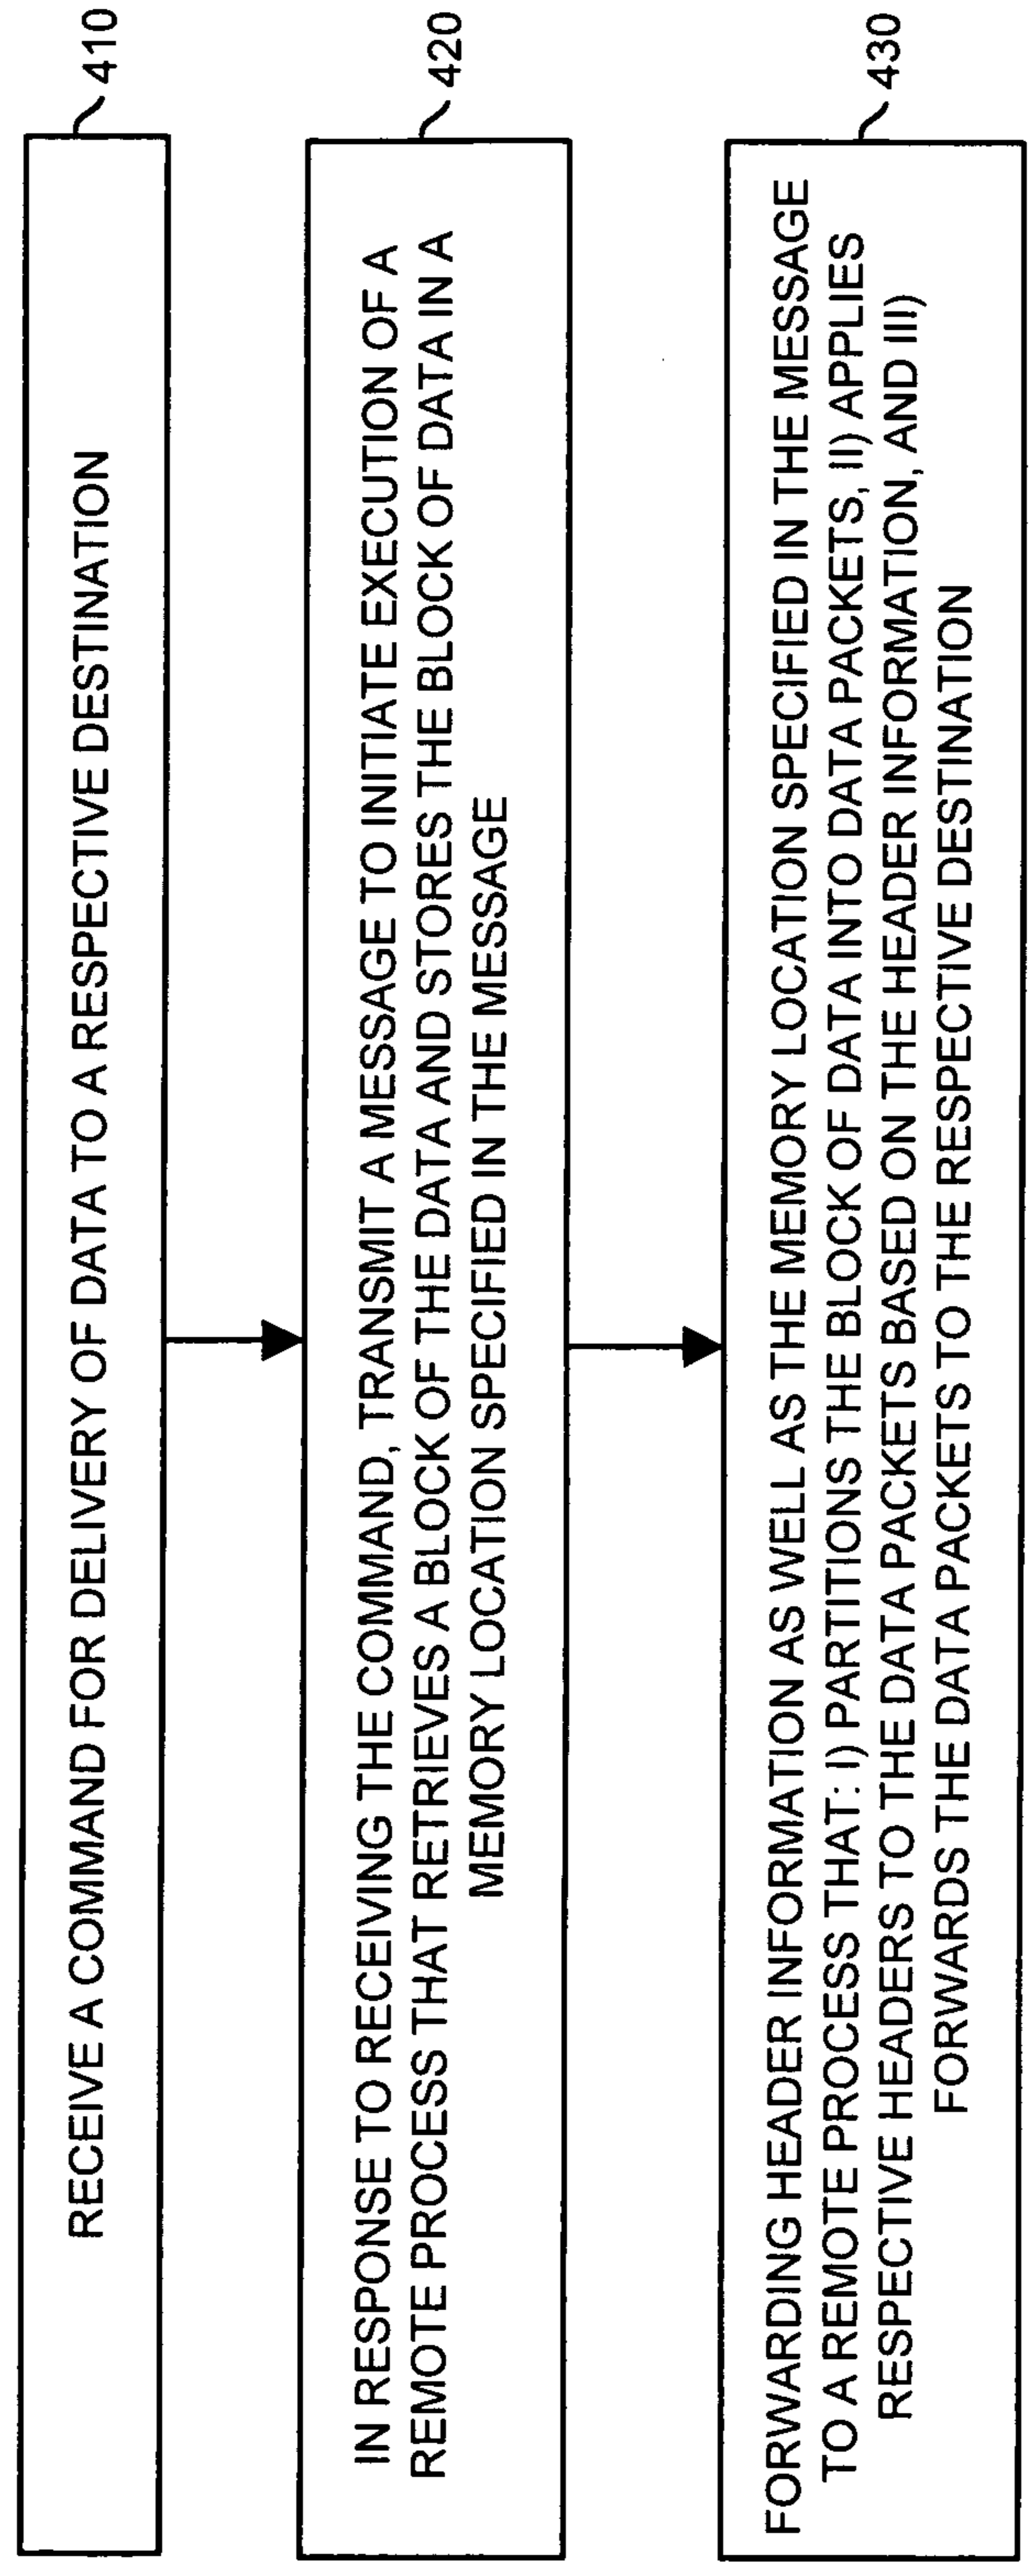 RECEIVE A COMMAND FOR DELIVERY OF DATA TO A RESPECTIVE DESTINATION
410
IN RESPONSE TO RECEIVING THE COMMAND, TRANSMIT A MESSAGE TO INITIATE EXECUTION OF A
REMOTE PROCESS THAT RETRIEVES A BLOCK OF THE DATA AND STORES THE BLOCK OF DATA IN A
MEMORY LOCATION SPECIFIED IN THE MESSAGE
420
FORWARDING HEADER INFORMATION AS WELL AS THE MEMORY LOCATION SPECIFIED IN THE MESSAGE
TO A REMOTE PROCESS THAT: I) PARTITIONS THE BLOCK OF DATA INTO DATA PACKETS, II) APPLIES
RESPECTIVE HEADERS TO THE DATA PACKETS BASED ON THE HEADER INFORMATION, AND III)
FORWARDS THE DATA PACKETS TO THE RESPECTIVE DESTINATION
430